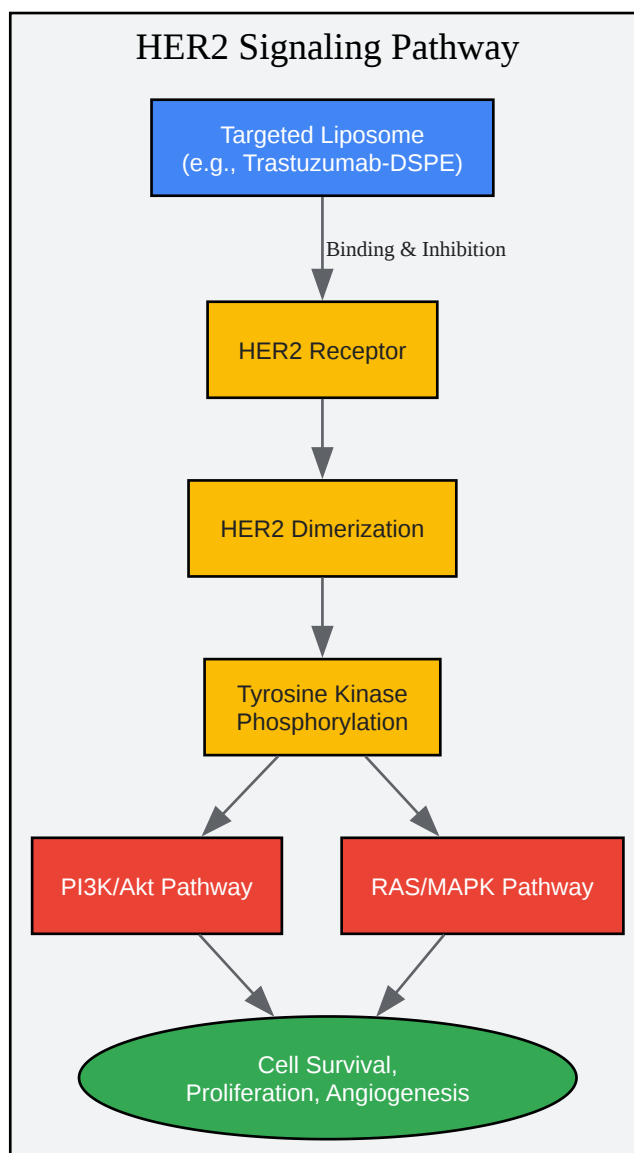 HER2 Signaling Pathway
Targeted Liposome
(e.g., Trastuzumab-DSPE)
Binding & Inhibition
HER2 Receptor
HER2 Dimerization
Tyrosine Kinase
Phosphorylation
PI3K/Akt Pathway
RAS/MAPK Pathway
Cell Survival,
Proliferation, Angiogenesis